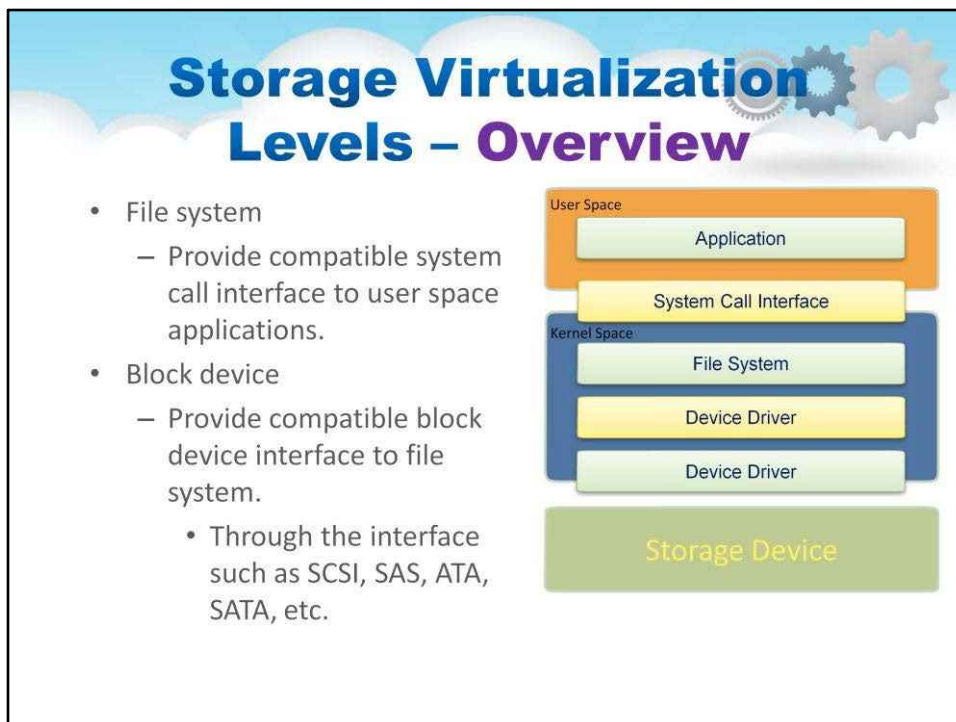 Storage Virtualization
Levels – Overview
• File system
– Provide compatible system
call interface to user space
applications.
• Block device
– Provide compatible block
device interface to file
system.
• Through the interface
such as SCSI, SAS, ATA,
SATA, etc.
User Space
Application
System Call Interface
Kernel Space
File System
Device Driver
Device Driver
Storage Device